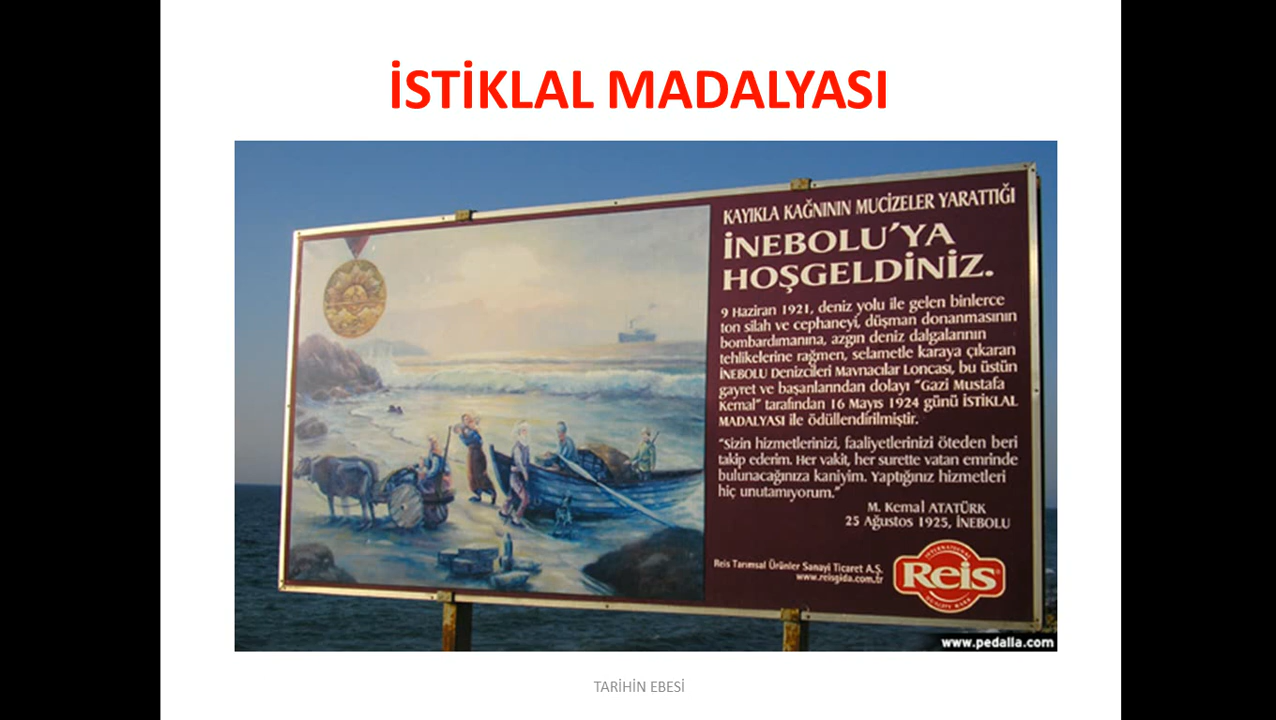 İSTİKLAL MADALYASI
KAYIKLA KAĞNININ MUCİZELER YARATTIĞI
İNEBOLU'YA
HOŞGELDİNİZ.
9 Haziran 1921, deniz yolu ile gelen binlerce
ton silah ve cephaneyi, düşman donanmasının
bombardımanına, azgın deniz dalgalarının
tehlikelerine rağmen, selametle karaya çıkaran
İNEBOLU Denizcileri Mavnacılar Loncası, bu üstün
gayret ve başarılarından dolayı "Gazi Mustafa
Kemal" tarafından 16 Mayıs 1924 günü İSTİKLAL
MADALYASI ile ödüllendirilmiştir.
"Sizin hizmetlerinizi, faaliyetlerinizi öteden beri
takip ederim. Her vakit, her surette vatan emrinde
bulunacağınıza kaniyim. Yaptığınız hizmetleri
hiç unutamıyorum."
M. Kemal ATATÜRK
25 Ağustos 1925, İNEBOLU
Reis Tarımsal Ürünler Sanayi Ticaret A.Ş.
www.reisgida.com.tr
INTERNATIONAL
Reis
QUALITY MARK
www.pedalla.com
TARİHİN EBESİ